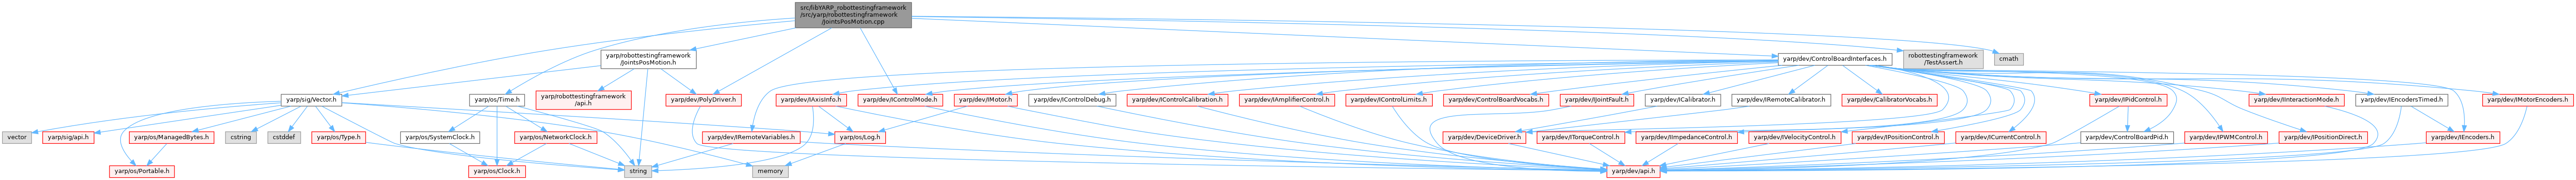 src/libYARP_robottestingframework
/src/yarp/robottestingframework
/JointsPosMotion.cpp
yarp/robottestingframework
/JointsPosMotion.h
yarp/dev/ControlBoardInterfaces.h
robottestingframework
/TestAssert.h
cmath
yarp/sig/Vector.h
yarp/os/Time.h
yarp/robottestingframework
/api.h
yarp/dev/PolyDriver.h
yarp/dev/IAxisInfo.h
yarp/dev/IControlMode.h
yarp/dev/IMotor.h
yarp/dev/IControlDebug.h
yarp/dev/IControlCalibration.h
yarp/dev/IAmplifierControl.h
yarp/dev/IControlLimits.h
yarp/dev/ControlBoardVocabs.h
yarp/dev/IJointFault.h
yarp/dev/ICalibrator.h
yarp/dev/IRemoteCalibrator.h
yarp/dev/CalibratorVocabs.h
yarp/dev/IPidControl.h
yarp/dev/IInteractionMode.h
yarp/dev/IEncodersTimed.h
yarp/dev/IMotorEncoders.h
vector
yarp/sig/api.h
yarp/os/ManagedBytes.h
cstring
cstddef
yarp/os/Type.h
yarp/os/SystemClock.h
yarp/os/NetworkClock.h
yarp/dev/IRemoteVariables.h
yarp/os/Log.h
yarp/dev/DeviceDriver.h
yarp/dev/ITorqueControl.h
yarp/dev/IImpedanceControl.h
yarp/dev/IVelocityControl.h
yarp/dev/IPositionControl.h
yarp/dev/ICurrentControl.h
yarp/dev/ControlBoardPid.h
yarp/dev/IPWMControl.h
yarp/dev/IPositionDirect.h
yarp/dev/IEncoders.h
yarp/os/Portable.h
yarp/os/Clock.h
string
memory
yarp/dev/api.h